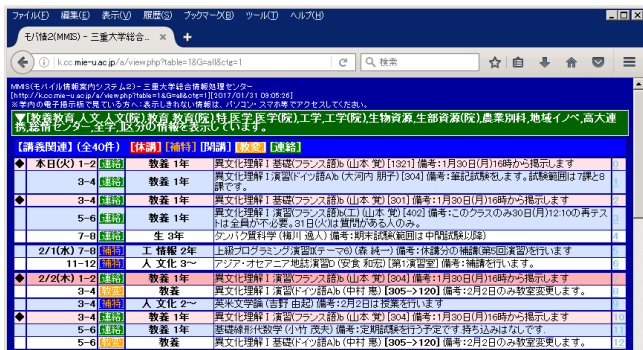 ファイル(F) 編集(E) 表示(V) 履歴(S) ブックマーク(B) ツール(T) ヘルプ(H)
モバ情2(MMIS) - 三重大学総合...
k.cc.mie-u.ac.jp/a/view.php?table=1&G=all&ctg=1
検索
MMIS(モバイル情報案内システム2) - 三重大学総合情報処理センター
[http://k.cc.mie-u.ac.jp/a/view.php?table=1&G=all&ctg=1][2017/01/31 09:05:26]
※学内の電子掲示板で見ている方へ:表示しきれない情報は、パソコン・スマホ等でアクセスしてください。
▼[教養教育,人文,人文(院),教育,教育(院),特,医学,医学(院),工学,工学(院),生物資源,生部資源(院),農業別科,地域イノベ,高大連携,総情センター,全学,]区分の情報を表示しています。
【講義関連】(全40件) [休講] [補特] [開講] [教変] [連絡]
◆ 本日(火) 1-2 [連絡] 教養 1年 異文化理解Ⅰ基礎(フランス語)b (山本 覚) [1321] 備考:1月30日(月)16時から掲示します 0
3-4 [連絡] 教養 1年 異文化理解Ⅰ演習(ドイツ語A)b (大河内 朋子) [304] 備考:筆記試験をします。試験範囲は7課と8課です。 1
◆ 3-4 [連絡] 教養 1年 異文化理解Ⅰ基礎(フランス語)b (山本 覚) 備考:1月30日(月)16時から掲示します 2
5-6 [連絡] 教養 1年 異文化理解Ⅰ演習(フランス語B)b(工) (山本 覚) [402] 備考:このクラスのみ30日(月)12:10の再テストは全員が不必要。31日(火)は質問がある人のみ。 3
7-8 [連絡] 生 3年 タンパク質科学 (梅川 逸人) 備考:期末試験(範囲は中間試験以降) 4
2/1(水) 7-8 [補特] 工 情報 2年 上級プログラミング演習Ⅱ(テーマ6) (森 純一) 備考:休講分の補講(第5回演習)を行います
11-12 [補特] 人 文化 3~ アジア・オセアニア地誌演習D (安食 和宏) [第1演習室] 備考:補講を行います。 6
◆ 2/2(木) 1-2 [連絡] 教養 1年 異文化理解Ⅰ基礎(フランス語)b (山本 覚) 備考:1月30日(月)16時から掲示します 7
3-4 [教変] 教養 異文化理解Ⅰ演習(ドイツ語A)b (中村 惠) [305->120] 備考:2月2日のみ教室変更します。 8
3-4 [補特] 人 文化 2~ 英米文学論 (吉野 由起) 備考:2月2日は授業を行います
◆ 3-4 [連絡] 教養 1年 異文化理解Ⅰ基礎(フランス語)b (山本 覚) 備考:1月30日(月)16時から掲示します 10
5-6 [連絡] 教養 1年 基礎線形代数学 (小竹 茂夫) 備考:定期試験を行う予定です.持ち込みはなしです. 11
5-6 [教変] 教養 異文化理解Ⅰ基礎(ドイツ語)b (中村 惠) [305->120] 備考:2月2日のみ教室変更します。 12